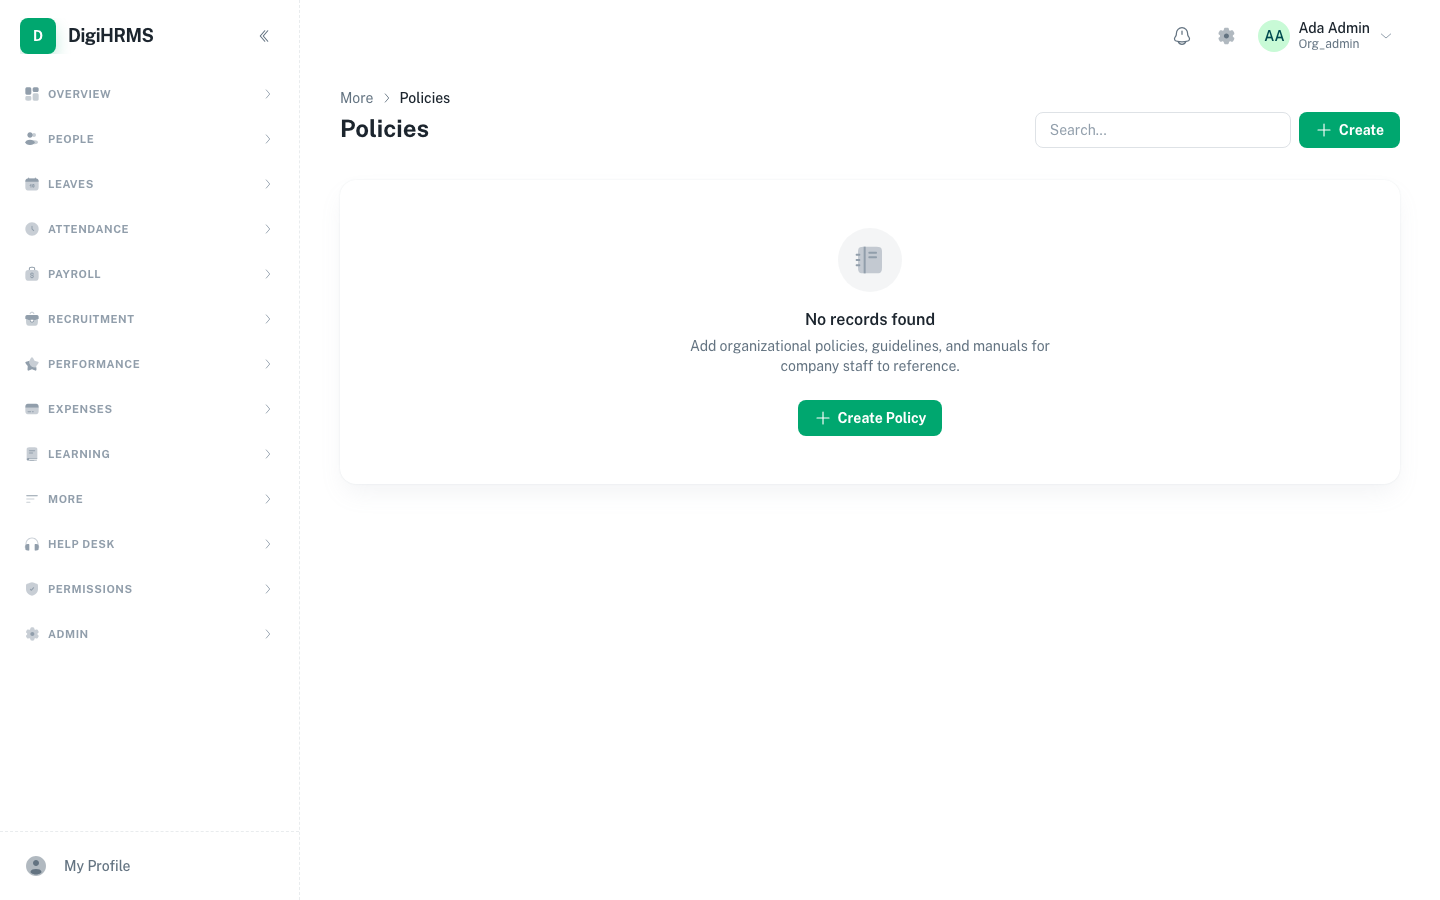 D DigiHRMS
OVERVIEW
PEOPLE
LEAVES
ATTENDANCE
PAYROLL
RECRUITMENT
PERFORMANCE
EXPENSES
LEARNING
MORE
HELP DESK
PERMISSIONS
ADMIN
My Profile
AA Ada Admin
Org_admin
More Policies
Policies
Search...
Create
No records found
Add organizational policies, guidelines, and manuals for
company staff to reference.
Create Policy